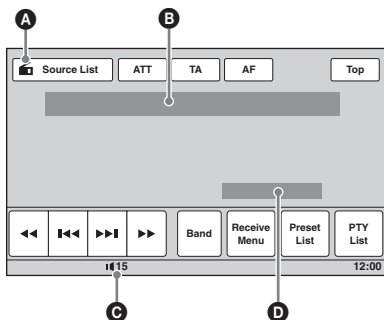 A B
Source List ATT TA AF Top
Band Receive Menu Preset List PTY List
15 12:00
C D